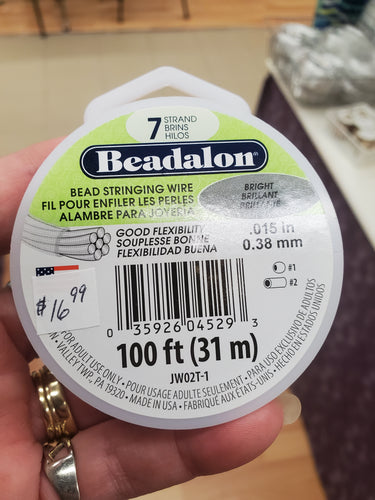 7 STRAND
BRINS
HILOS
Beadalon®
BEAD STRINGING WIRE
FIL POUR ENFILER LES PERLES
ALAMBRE PARA JOYERÍA
BRIGHT
BRILLANT
BRILLANTE
GOOD FLEXIBILITY
SOUPLESSE BONNE
FLEXIBILIDAD BUENA
.015 in
0.38 mm
#1
#2
$16.99
0 35926 04529 3
100 ft (31 m)
JW02T-1
FOR ADULT USE ONLY • POUR USAGE ADULTE SEULEMENT • PARA USO EXCLUSIVO DE ADULTOS
VALLEY TWP., PA 19320 • MADE IN USA • FABRIQUE AUX ÉTATS-UNIS • HECHO EN ESTADOS UNIDOS